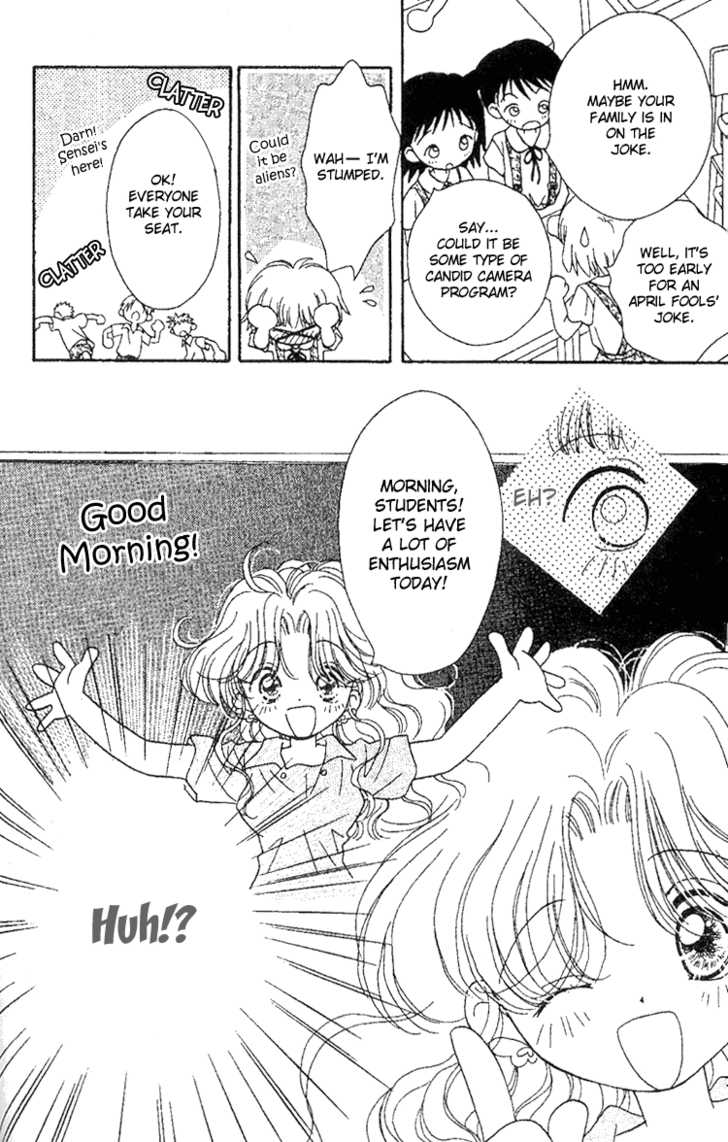 HMM.
MAYBE YOUR
FAMILY IS IN
ON THE
JOKE.
SAY...
COULD IT BE
SOME TYPE OF
CANDID CAMERA
PROGRAM?
WELL, IT'S
TOO EARLY
FOR AN
APRIL FOOLS'
JOKE.
WAH— I'M
STUMPED.
Could
it be
aliens?
CLATTER
OK!
EVERYONE
TAKE YOUR
SEAT.
Darn!
Sensei's
here!
CLATTER
EH?
MORNING,
STUDENTS!
LET'S HAVE
A LOT OF
ENTHUSIASM
TODAY!
Good
Morning!
Huh!?